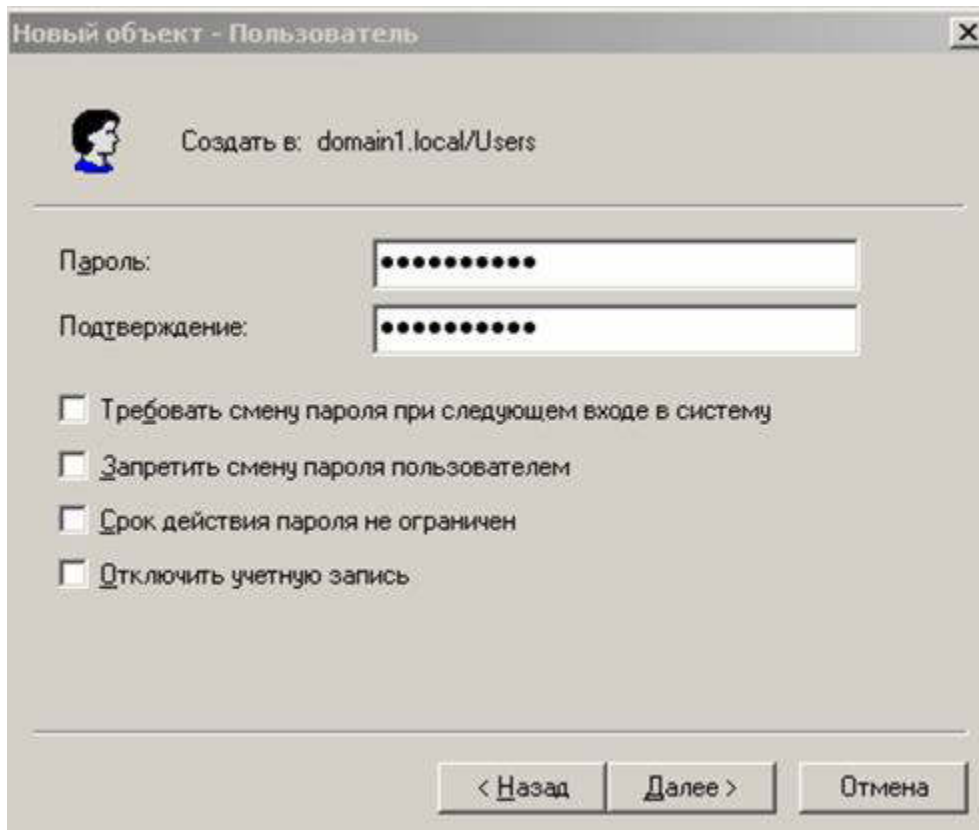 Новый объект - Пользователь
Создать в: domain1.local/Users
Пароль: ●●●●●●●●●●
Подтверждение: ●●●●●●●●●●
Требовать смену пароля при следующем входе в систему
Запретить смену пароля пользователем
Срок действия пароля не ограничен
Отключить учетную запись
< Назад Далее > Отмена